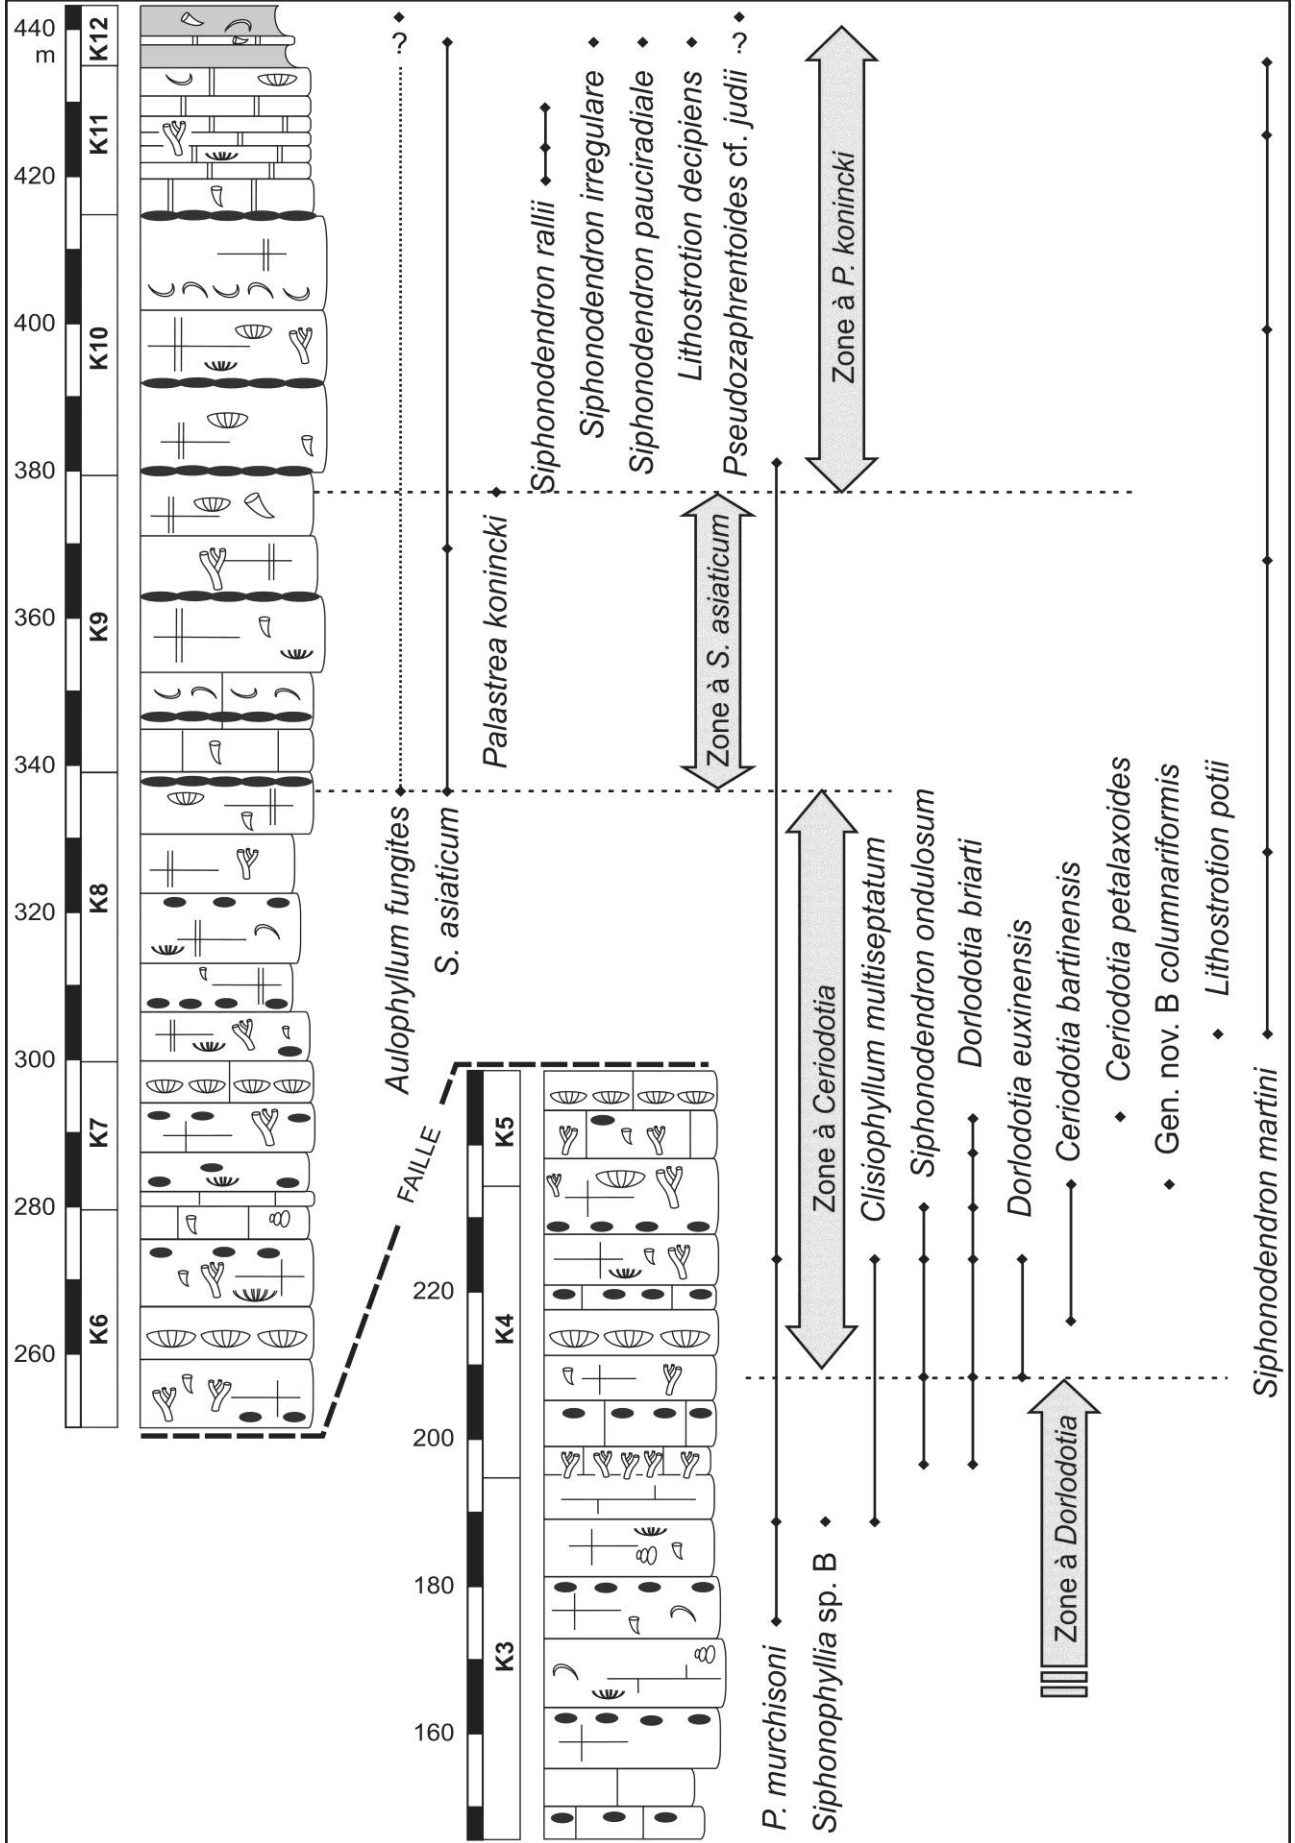 440
m
420
400
380
360
340
320
300
280
260
K12
K11
K10
K9
K8
K7
K6
FAILLE
220
200
180
160
K5
K4
K3
?
Aulophyllum fungites
S. asiaticum
Palastrea konincki
Siphonodendron rallii
Siphonodendron irregulare
Siphonodendron pauciradiale
Lithostrotion decipiens
?
Pseudozaphrentoides cf. judii
Zone à P. konincki
Zone à S. asiaticum
Zone à Ceriodotia
Zone à Dorlodotia
P. murchisoni
Siphonophyllia sp. B
Clisiophyllum multiseptatum
Siphonodendron ondulosum
Dorlodotia briarti
Dorlodotia euxinensis
Ceriodotia bartinensis
Ceriodotia petalaxoides
Gen. nov. B columnariformis
Lithostrotion potii
Siphonodendron martini